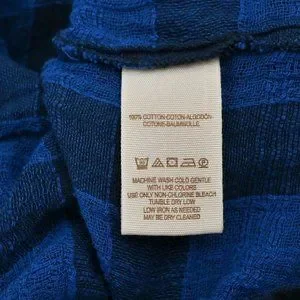 100% COTTON-COTON-ALGODÓN-
COTONE-BAUMWOLLE
MACHINE WASH COLD GENTLE
WITH LIKE COLORS
USE ONLY NON-CHLORINE BLEACH
TUMBLE DRY LOW
LOW IRON AS NEEDED
MAY BE DRY CLEANED